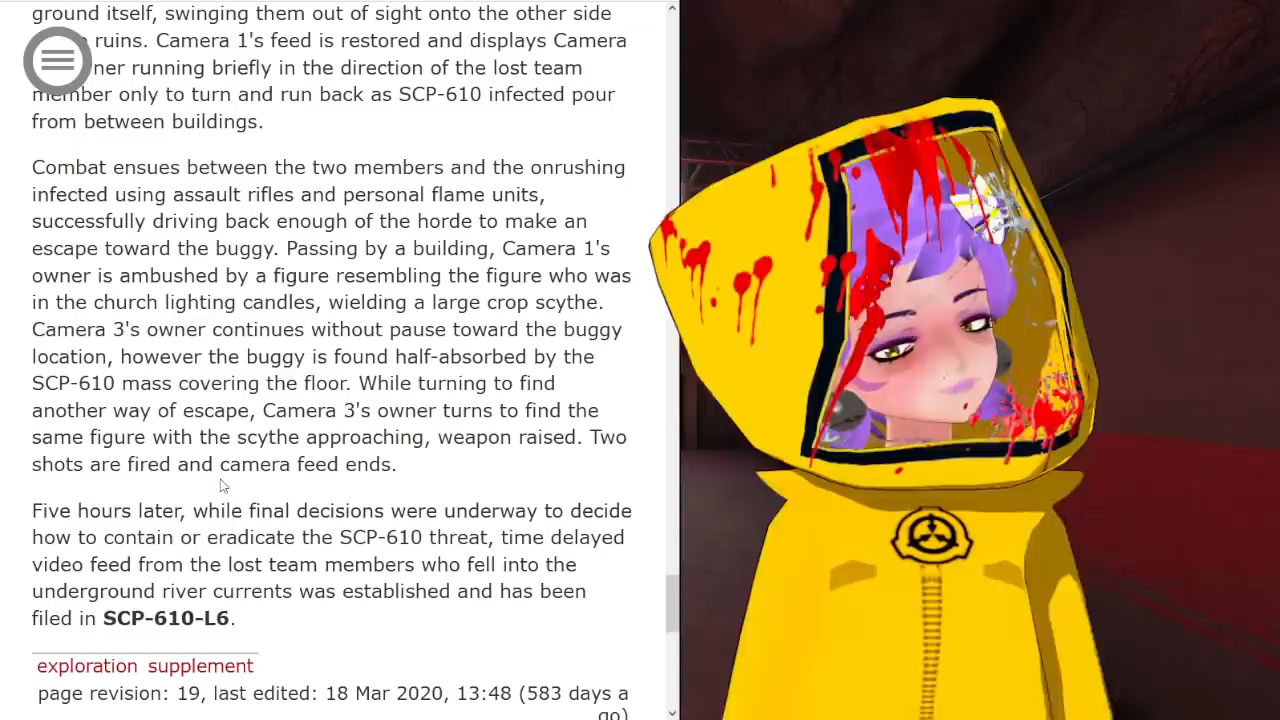 ground itself, swinging them out of sight onto the other side
ruins. Camera 1's feed is restored and displays Camera
ner running briefly in the direction of the lost team
member only to turn and run back as SCP-610 infected pour
from between buildings.
Combat ensues between the two members and the onrushing
infected using assault rifles and personal flame units,
successfully driving back enough of the horde to make an
escape toward the buggy. Passing by a building, Camera 1's
owner is ambushed by a figure resembling the figure who was
in the church lighting candles, wielding a large crop scythe.
Camera 3's owner continues without pause toward the buggy
location, however the buggy is found half-absorbed by the
SCP-610 mass covering the floor. While turning to find
another way of escape, Camera 3's owner turns to find the
same figure with the scythe approaching, weapon raised. Two
shots are fired and camera feed ends.
Five hours later, while final decisions were underway to decide
how to contain or eradicate the SCP-610 threat, time delayed
video feed from the lost team members who fell into the
underground river currents was established and has been
filed in SCP-610-L6.
exploration supplement
page revision: 19, last edited: 18 Mar 2020, 13:48 (583 days a
go)